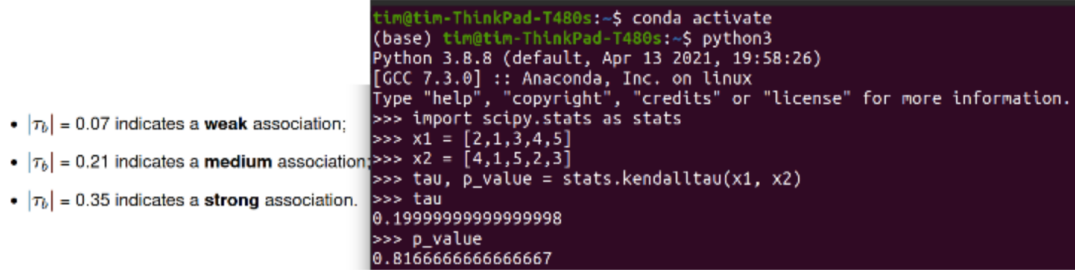 • |τb| = 0.07 indicates a weak association;
• |τb| = 0.21 indicates a medium association;
• |τb| = 0.35 indicates a strong association.
tim@tim-ThinkPad-T480s:~$ conda activate
(base) tim@tim-ThinkPad-T480s:~$ python3
Python 3.8.8 (default, Apr 13 2021, 19:58:26)
[GCC 7.3.0] :: Anaconda, Inc. on linux
Type "help", "copyright", "credits" or "license" for more information.
>>> import scipy.stats as stats
>>> x1 = [2,1,3,4,5]
>>> x2 = [4,1,5,2,3]
>>> tau, p_value = stats.kendalltau(x1, x2)
>>> tau
0.19999999999999998
>>> p_value
0.8166666666666667